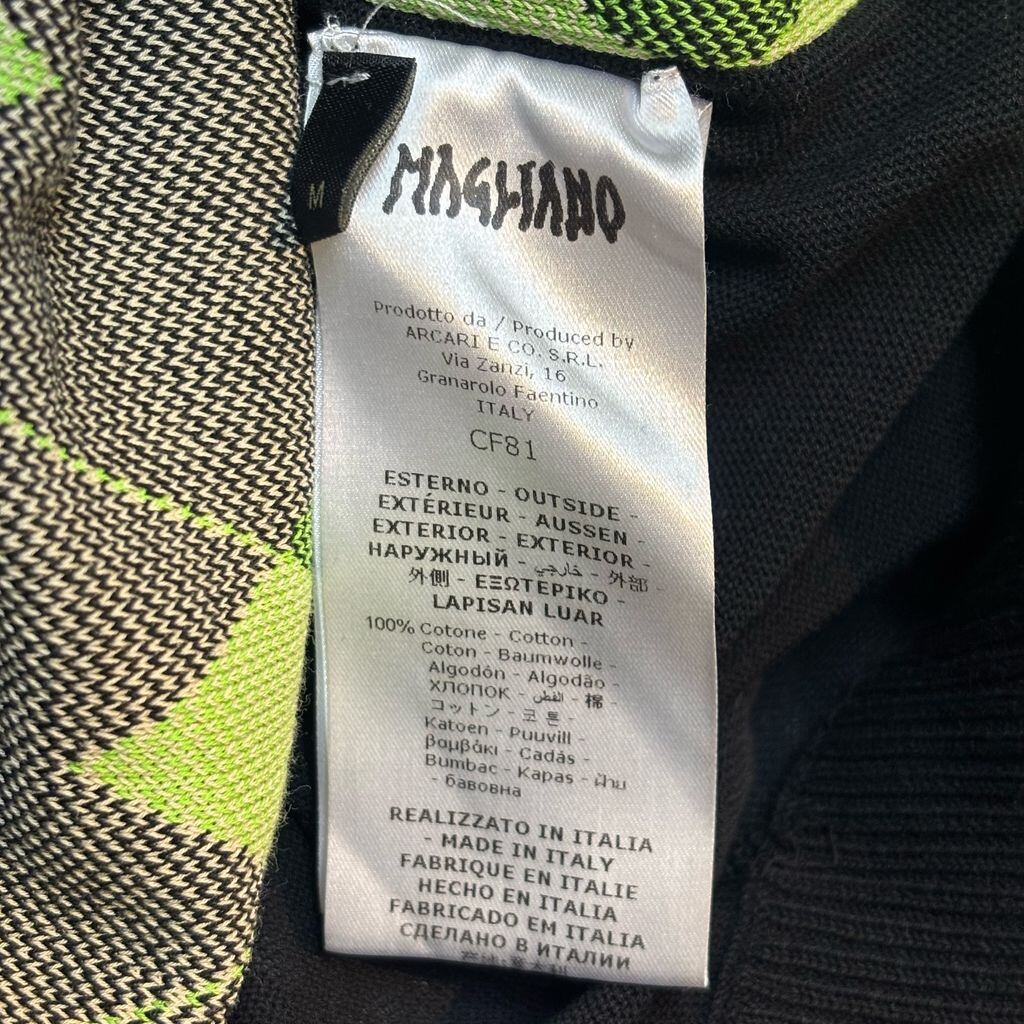 M
MAGLIANO
Prodotto da / Produced by
ARCARI E CO. S.R.L.
Via Zanzi, 16
Granarolo Faentino
ITALY
CF81
ESTERNO - OUTSIDE -
EXTÉRIEUR - AUSSEN -
EXTERIOR - EXTERIOR -
НАРУЖНЫЙ - خارجي - 外部 -
外側 - ΕΞΩΤΕΡΙΚΟ -
LAPISAN LUAR
100% Cotone - Cotton -
Coton - Baumwolle -
Algodón - Algodão -
ХЛОПОК - القطن - 棉 -
コットン - 코튼 -
Katoen - Puuvill -
βαμβάκι - Cadás -
Bumbac - Kapas - ฝ้าย
- бавовна
REALIZZATO IN ITALIA
- MADE IN ITALY
FABRIQUE EN ITALIE
HECHO EN ITALIA
FABRICADO EM ITALIA
СДЕЛАНО В ИТАЛИИ